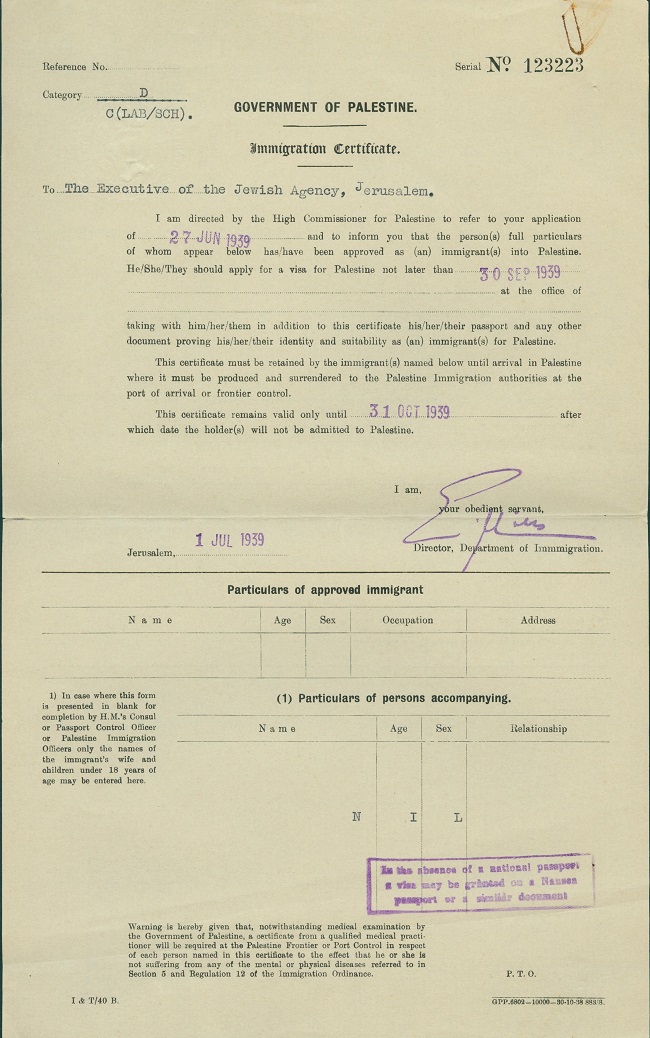 Reference No.
Serial No. 123223
Category D
C(LAB/SCH).
GOVERNMENT OF PALESTINE.
Immigration Certificate.
To The Executive of the Jewish Agency, Jerusalem.
I am directed by the High Commissioner for Palestine to refer to your application
of 27 JUN 1939 and to inform you that the person(s) full particulars
of whom appear below has/have been approved as (an) immigrant(s) into Palestine.
He/She/They should apply for a visa for Palestine not later than 30 SEP 1939
at the office of
taking with him/her/them in addition to this certificate his/her/their passport and any other
document proving his/her/their identity and suitability as (an) immigrant(s) for Palestine.
This certificate must be retained by the immigrant(s) named below until arrival in Palestine
where it must be produced and surrendered to the Palestine Immigration authorities at the
port of arrival or frontier control.
This certificate remains valid only until 31 OCT 1939 after
which date the holder(s) will not be admitted to Palestine.
I am,
your obedient servant,
Jerusalem, 1 JUL 1939
Director, Department of Immmigration.
Particulars of approved immigrant
Name Age Sex Occupation Address
1) In case where this form
is presented in blank for
completion by H.M.'s Consul
or Passport Control Officer
or Palestine Immigration
Officers only the names of
the immgrant's wife and
children under 18 years of
age may be entered here.
(1) Particulars of persons accompanying.
Name Age Sex Relationship
N I L
In the absence of a national passport
a visa may be granted on a Nansen
passport or a similar document
Warning is hereby given that, notwithstanding medical examination by
the Government of Palestine, a certificate from a qualified medical practi-
tioner will be required at the Palestine Frontier or Port Control in respect
of each person named in this certificate to the effect that he or she is
not suffering from any of the mental or physical diseases referred to in
Section 5 and Regulation 12 of the Immigration Ordinance.
P. T. O.
I & T/40 B.
GPP.6802—10000—30-10-38